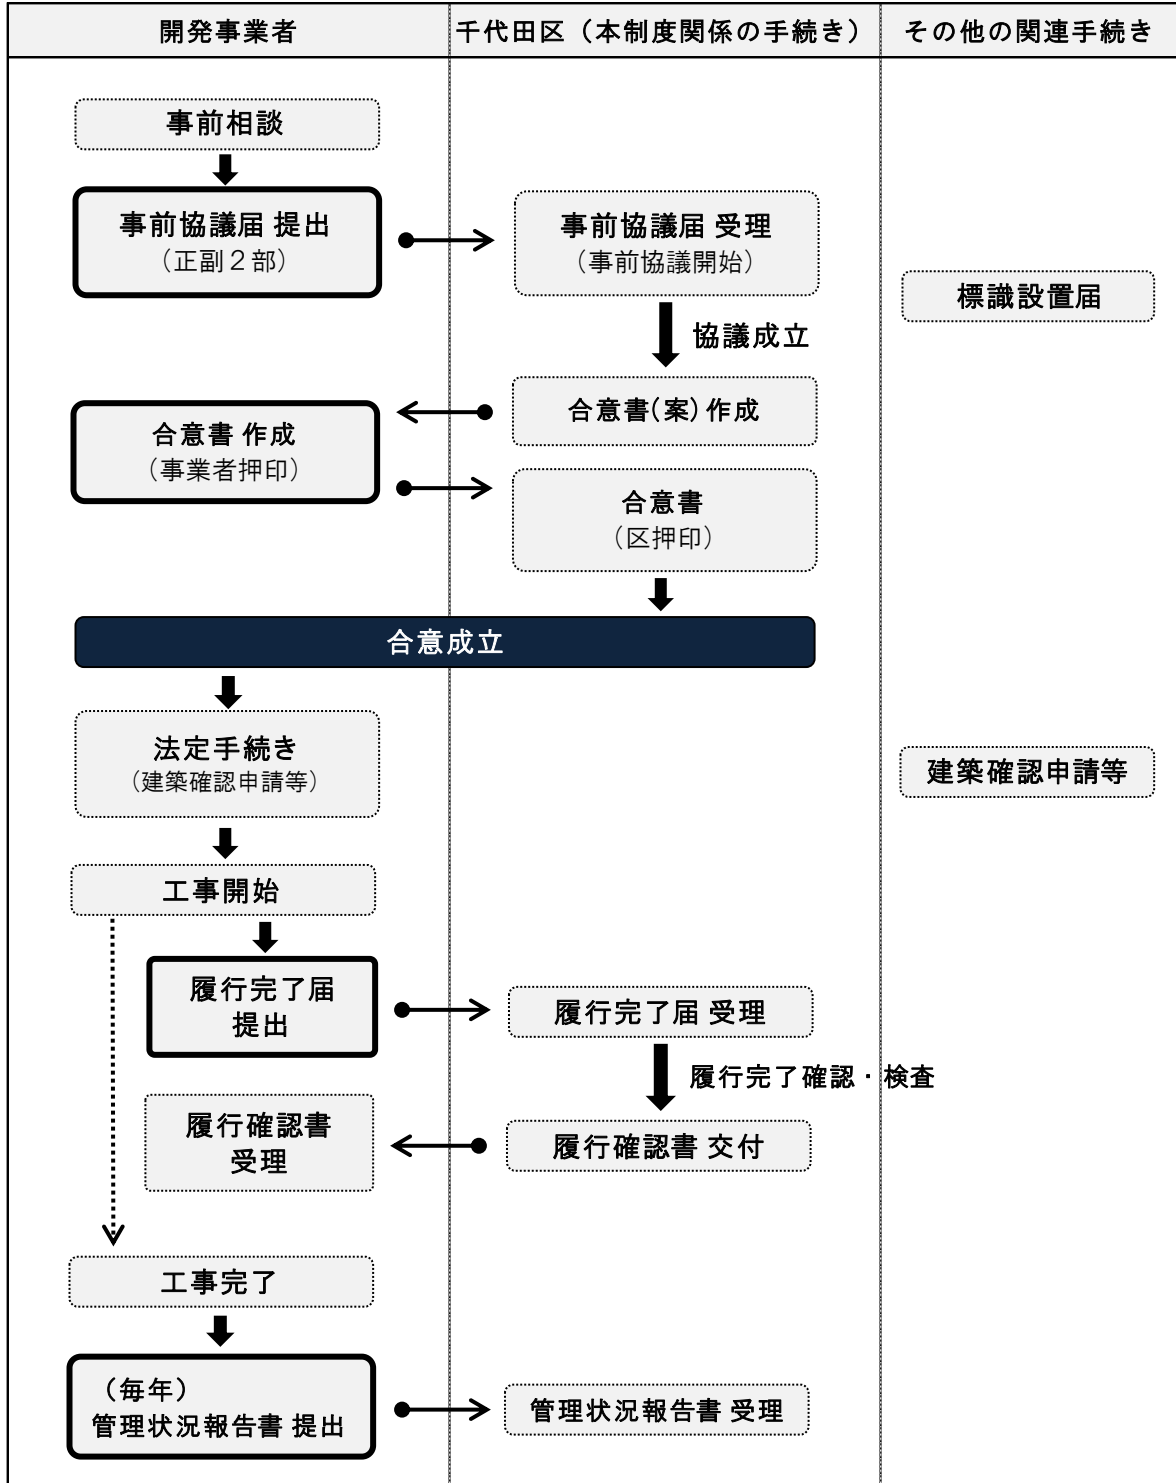 開発事業者
千代田区（本制度関係の手続き）
その他の関連手続き
事前相談
事前協議届 提出
（正副２部）
事前協議届 受理
（事前協議開始）
標識設置届
協議成立
合意書（案）作成
合意書 作成
（事業者押印）
合意書
（区押印）
合意成立
法定手続き
（建築確認申請等）
建築確認申請等
工事開始
履行完了届
提出
履行完了届 受理
履行完了確認・検査
履行確認書
受理
履行確認書 交付
工事完了
（毎年）
管理状況報告書 提出
管理状況報告書 受理